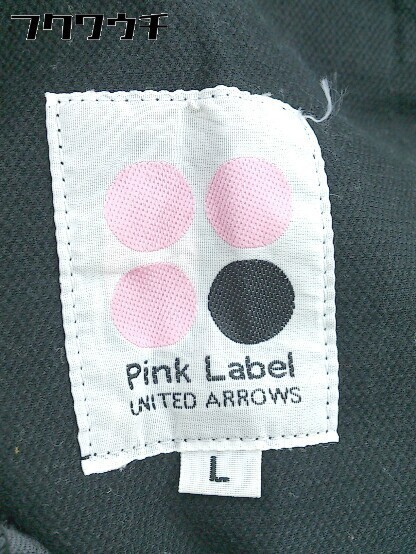 フクワウチ
Pink Label
UNITED ARROWS
L